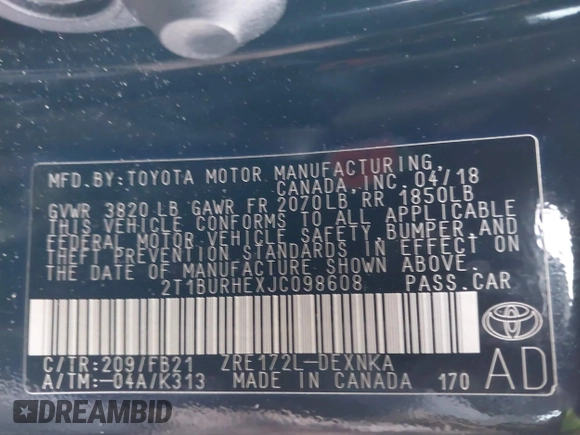 MFD. BY: TOYOTA MOTOR MANUFACTURING,
CANADA, INC. 04/18
GVWR 3820 LB GAWR FR 2070LB RR 1850LB
THIS VEHICLE CONFORMS TO ALL APPLICABLE
FEDERAL MOTOR VEHICLE SAFETY, BUMPER, AND
THEFT PREVENTION STANDARDS IN EFFECT ON
THE DATE OF MANUFACTURE SHOWN ABOVE.
2T1BURHEXJC098608 PASS. CAR
C/TR: 209/FB21 ZRE172L-DEXNKA
A/TM: -04A/K313 MADE IN CANADA 170
TOYOTA
AD
DREAMBID